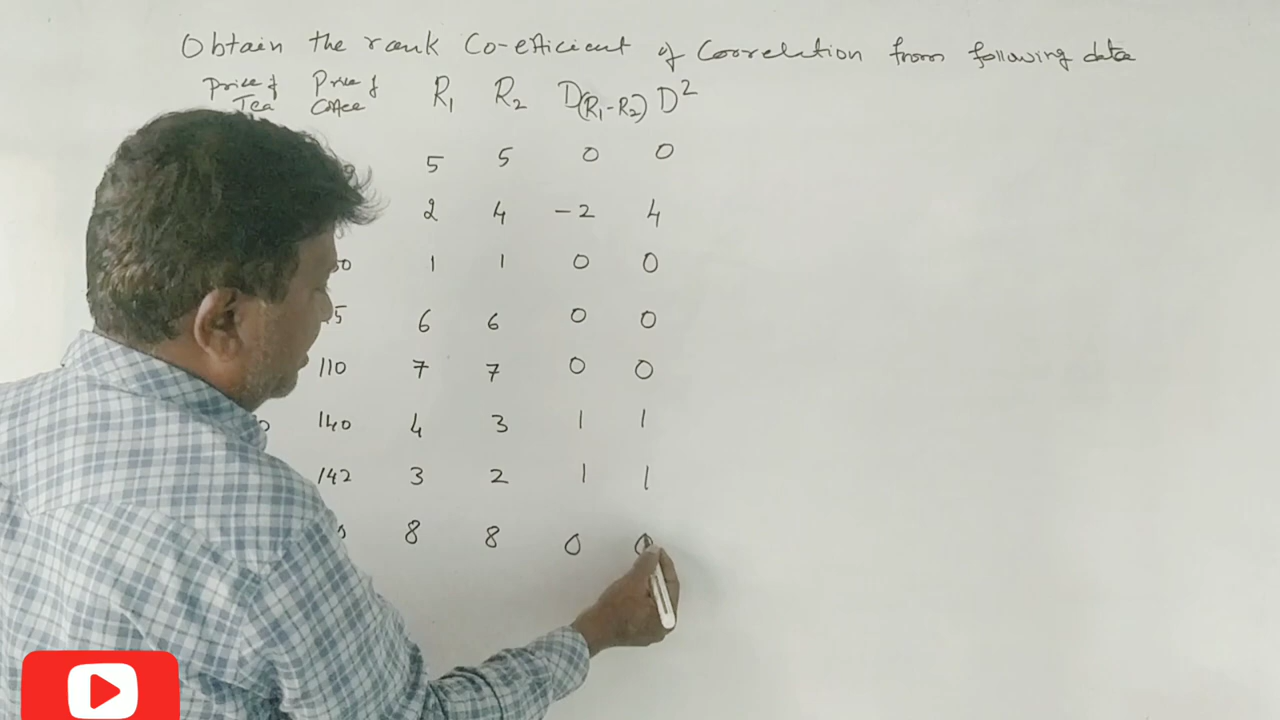 Obtain the rank Co-efficient of Correlation from following data
Price of Tea Price of Coffee R₁ R₂ D(R₁-R₂) D²
5 5 0 0
2 4 -2 4
1 1 0 0
6 6 0 0
110 7 7 0 0
140 4 3 1 1
142 3 2 1 1
8 8 0 0